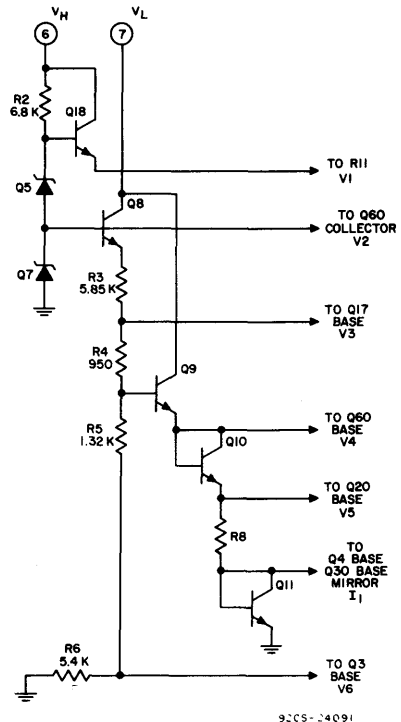 VH
VL
6
7
R2
6.8 K
Q18
TO R11
V1
Q5
Q8
TO Q60
COLLECTOR
V2
Q7
R3
5.85 K
TO Q17
BASE
V3
R4
950
Q9
R5
1.32 K
TO Q60
BASE
V4
Q10
TO Q20
BASE
V5
R8
TO
Q4 BASE
Q30 BASE
MIRROR
I1
Q11
R6
5.4 K
TO Q3
BASE
V6
92CS-24091